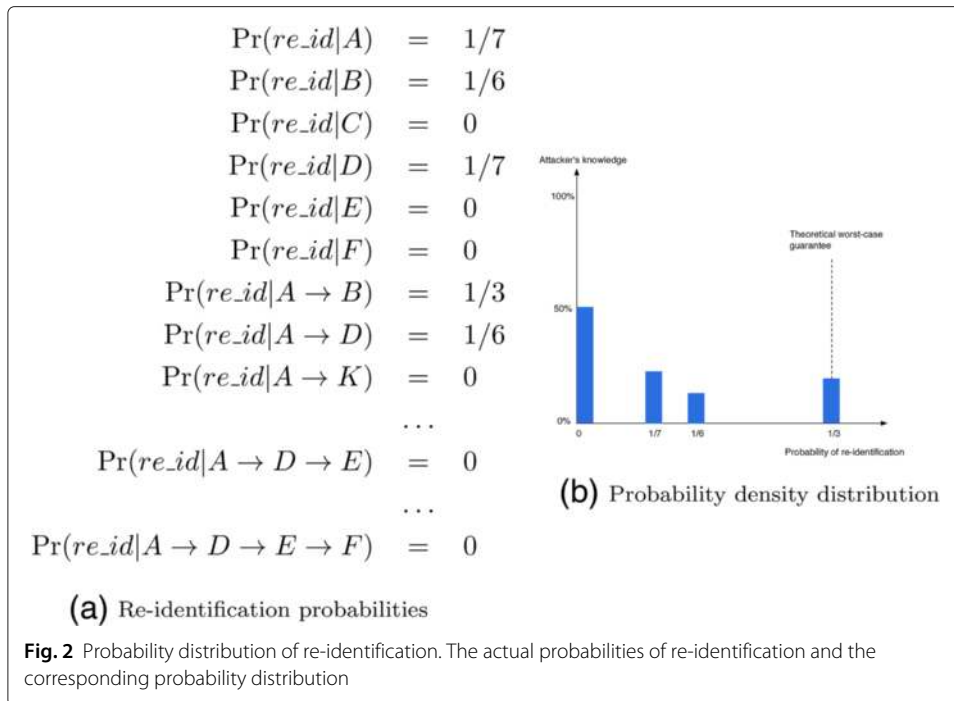 Pr(re_id|A) = 1/7
Pr(re_id|B) = 1/6
Pr(re_id|C) = 0
Pr(re_id|D) = 1/7
Pr(re_id|E) = 0
Pr(re_id|F) = 0
Pr(re_id|A → B) = 1/3
Pr(re_id|A → D) = 1/6
Pr(re_id|A → K) = 0
...
Pr(re_id|A → D → E) = 0
...
Pr(re_id|A → D → E → F) = 0
(a) Re-identification probabilities
Attacker's knowledge
100%
Theoretical worst-case
guarantee
50%
0%
0 1/7 1/6 1/3
Probability of re-identification
(b) Probability density distribution
Fig. 2 Probability distribution of re-identification. The actual probabilities of re-identification and the
corresponding probability distribution